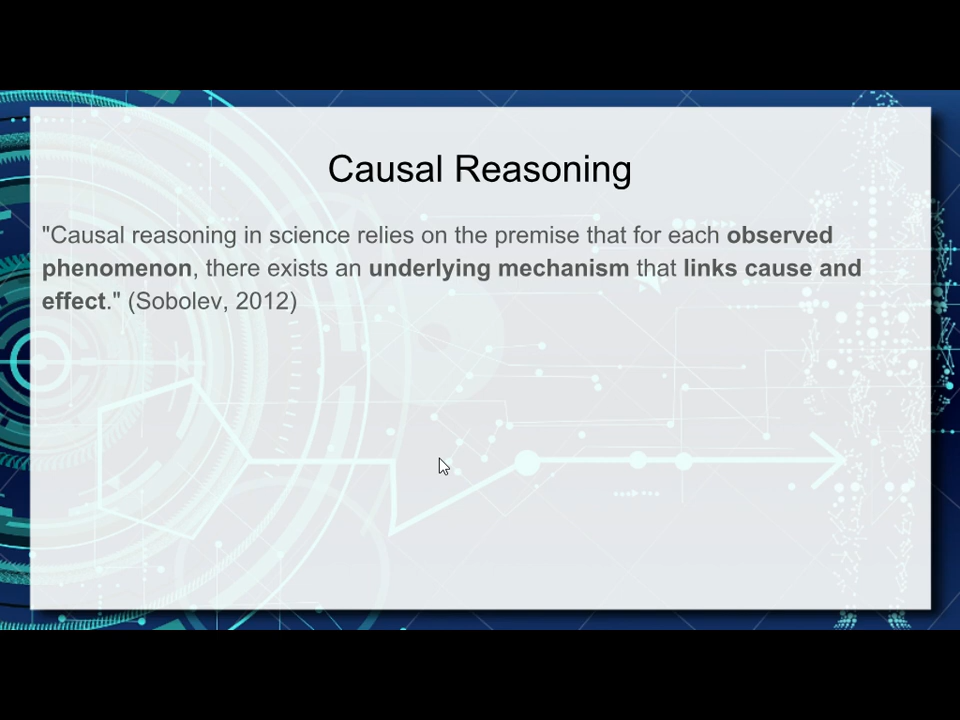 Causal Reasoning
"Causal reasoning in science relies on the premise that for each observed
phenomenon, there exists an underlying mechanism that links cause and
effect." (Sobolev, 2012)